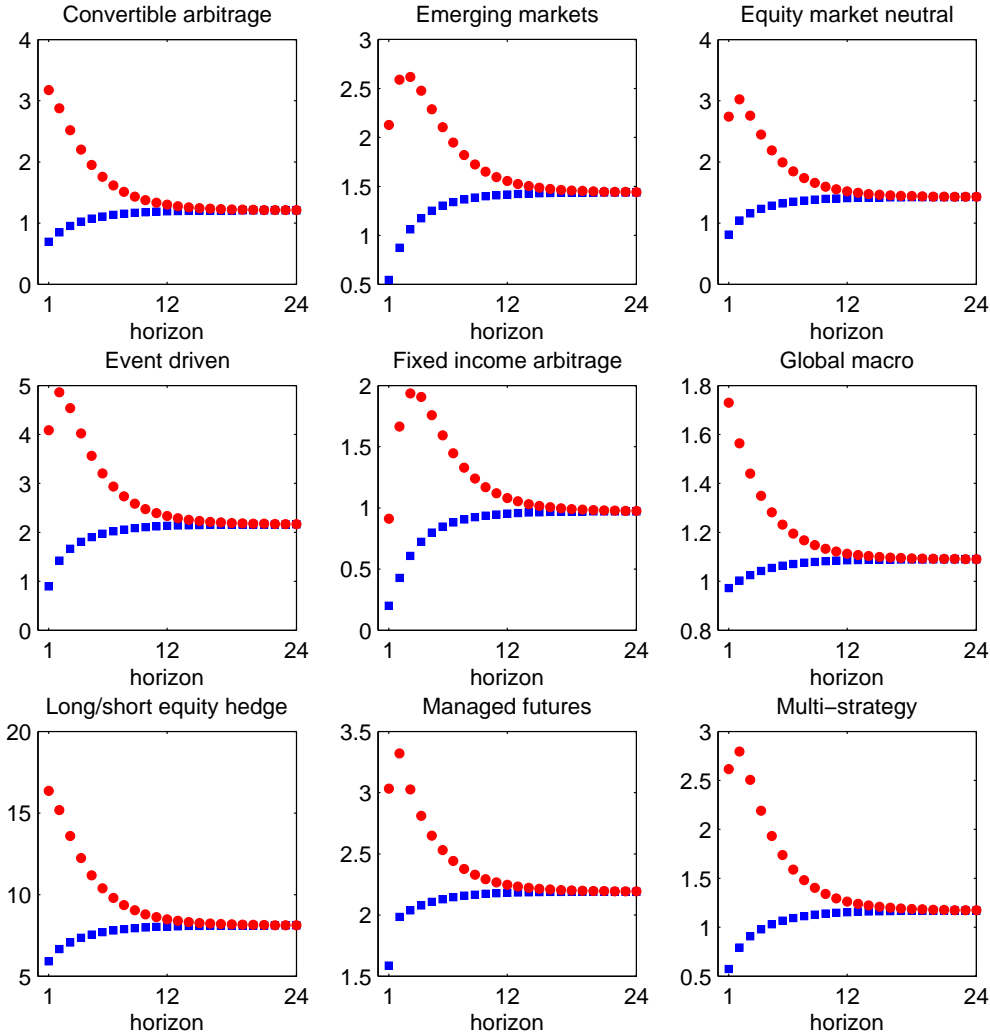 Convertible arbitrage
4
3
2
1
0
1 12 24
horizon
Emerging markets
3
2.5
2
1.5
1
0.5
1 12 24
horizon
Equity market neutral
4
3
2
1
0
1 12 24
horizon
Event driven
5
4
3
2
1
0
1 12 24
horizon
Fixed income arbitrage
2
1.5
1
0.5
0
1 12 24
horizon
Global macro
1.8
1.6
1.4
1.2
1
0.8
1 12 24
horizon
Long/short equity hedge
20
15
10
5
1 12 24
horizon
Managed futures
3.5
3
2.5
2
1.5
1 12 24
horizon
Multi−strategy
3
2.5
2
1.5
1
0.5
1 12 24
horizon